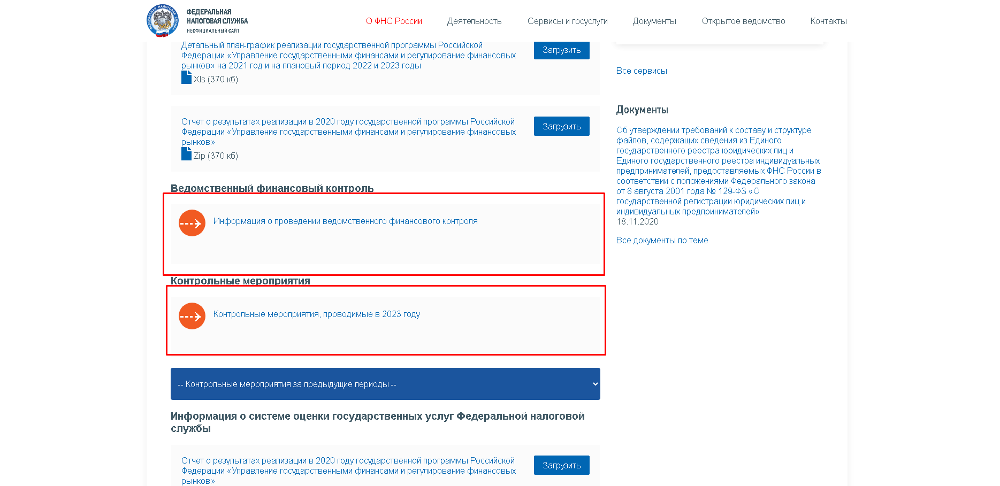 ФЕДЕРАЛЬНАЯ
НАЛОГОВАЯ СЛУЖБА
НЕОФИЦИАЛЬНЫЙ САЙТ
О ФНС России
Деятельность
Сервисы и госуслуги
Документы
Открытое ведомство
Контакты
Детальный план-график реализации государственной программы Российской
Федерации «Управление государственными финансами и регулирование финансовых
рынков» на 2021 год и на плановый период 2022 и 2023 годы
Xls (370 кб)
Загрузить
Отчет о результатах реализации в 2020 году государственной программы Российской
Федерации «Управление государственными финансами и регулирование финансовых
рынков»
Zip (370 кб)
Загрузить
Ведомственный финансовый контроль
Информация о проведении ведомственного финансового контроля
Контрольные мероприятия
Контрольные мероприятия, проводимые в 2023 году
-- Контрольные мероприятия за предыдущие периоды --
Информация о системе оценки государственных услуг Федеральной налоговой
службы
Отчет о результатах реализации в 2020 году государственной программы Российской
Федерации «Управление государственными финансами и регулирование финансовых
рынков»
Загрузить
Все сервисы
Документы
Об утверждении требований к составу и структуре
файлов, содержащих сведения из Единого
государственного реестра юридических лиц и
Единого государственного реестра индивидуальных
предпринимателей, предоставляемых ФНС России в
соответствии с положениями Федерального закона
от 8 августа 2001 года № 129-ФЗ «О
государственной регистрации юридических лиц и
индивидуальных предпринимателей»
18.11.2020
Все документы по теме